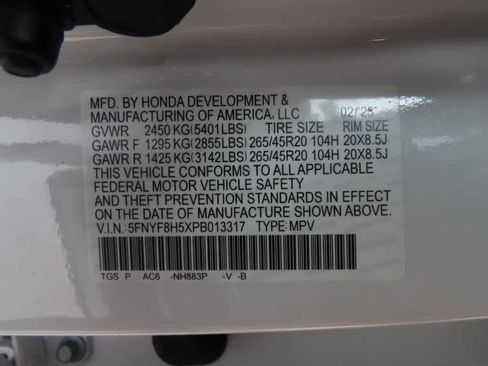 MFD. BY HONDA DEVELOPMENT &
MANUFACTURING OF AMERICA, LLC 02/23
GVWR 2450 KG(5401LBS) TIRE SIZE RIM SIZE
GAWR F 1295 KG(2855LBS) 265/45R20 104H 20X8.5J
GAWR R 1425 KG(3142LBS) 265/45R20 104H 20X8.5J
THIS VEHICLE CONFORMS TO ALL APPLICABLE
FEDERAL MOTOR VEHICLE SAFETY
AND THEFT PREVENTION STANDARDS IN EFFECT
ON THE DATE OF MANUFACTURE SHOWN ABOVE.
V.I.N.: 5FNYF8H5XPB013317 TYPE: MPV
TGS P AC6 -NH883P -V -B